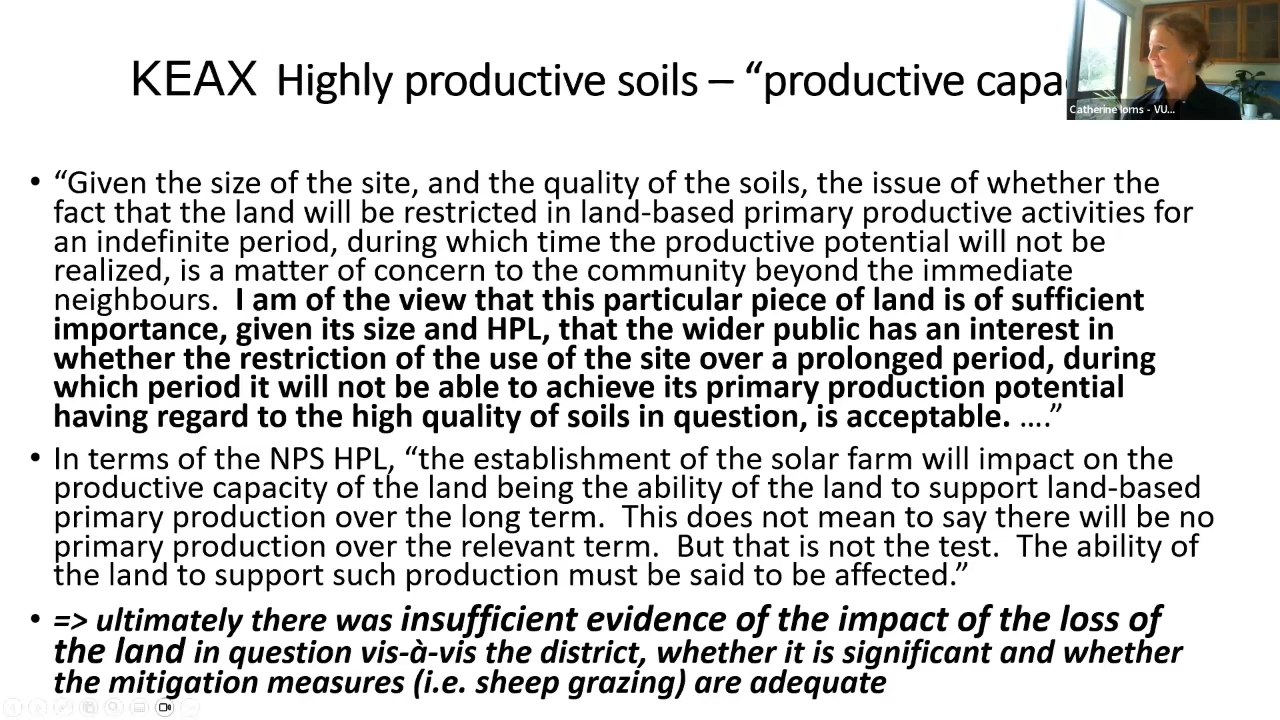 KEAX Highly productive soils – “productive capa
Catherine Iorns - VU...
• “Given the size of the site, and the quality of the soils, the issue of whether the
fact that the land will be restricted in land-based primary productive activities for
an indefinite period, during which time the productive potential will not be
realized, is a matter of concern to the community beyond the immediate
neighbours. I am of the view that this particular piece of land is of sufficient
importance, given its size and HPL, that the wider public has an interest in
whether the restriction of the use of the site over a prolonged period, during
which period it will not be able to achieve its primary production potential
having regard to the high quality of soils in question, is acceptable. ….”
• In terms of the NPS HPL, “the establishment of the solar farm will impact on the
productive capacity of the land being the ability of the land to support land-based
primary production over the long term. This does not mean to say there will be no
primary production over the relevant term. But that is not the test. The ability of
the land to support such production must be said to be affected.”
• => ultimately there was insufficient evidence of the impact of the loss of
the land in question vis-à-vis the district, whether it is significant and whether
the mitigation measures (i.e. sheep grazing) are adequate